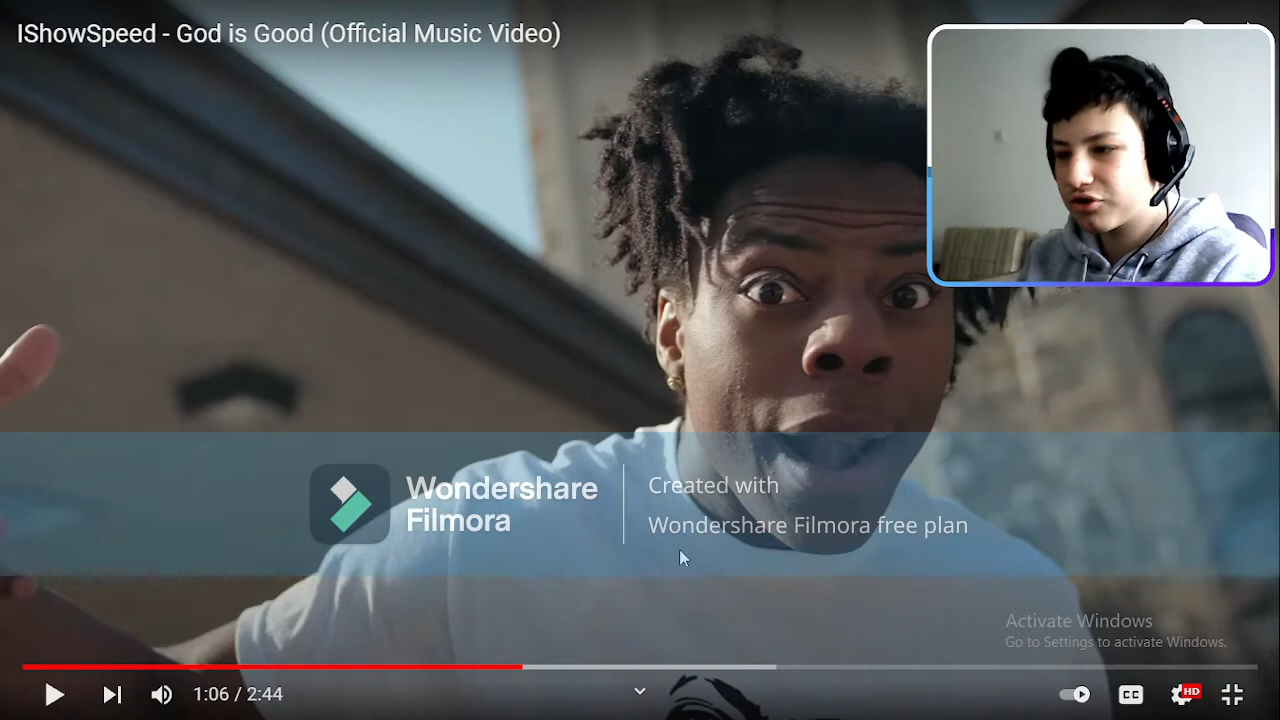 IShowSpeed - God is Good (Official Music Video)
Wondershare
Filmora
Created with
Wondershare Filmora free plan
Activate Windows
Go to Settings to activate Windows.
1:06 / 2:44
CC
HD